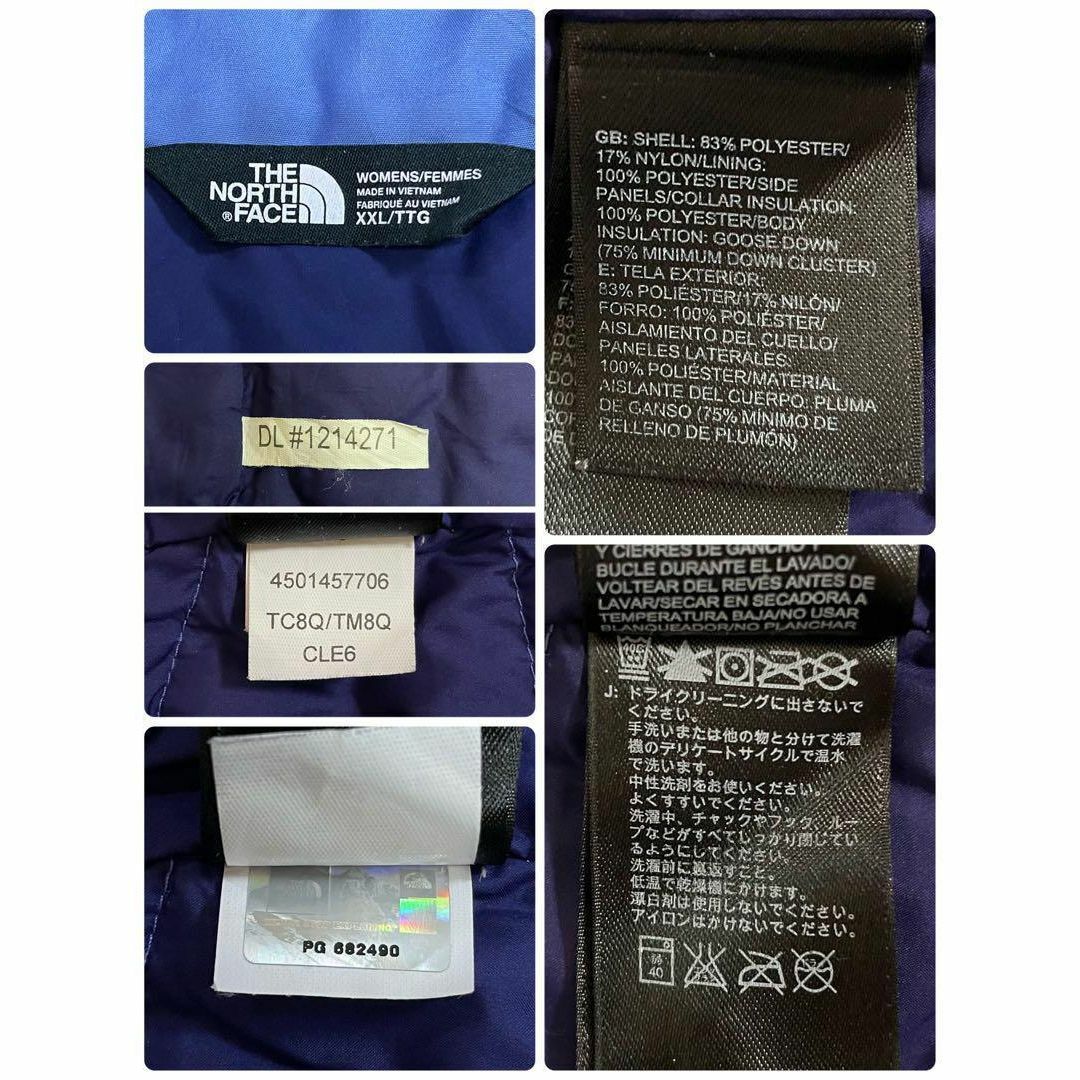 THE
NORTH
FACE
®
WOMENS/FEMMES
MADE IN VIETNAM
FABRIQUÉ AU VIETNAM
XXL/TTG
DL #1214271
4501457706
TC8Q/TM8Q
CLE6
PG 682490
GB: SHELL: 83% POLYESTER/
17% NYLON/LINING:
100% POLYESTER/SIDE
PANELS/COLLAR INSULATION:
100% POLYESTER/BODY
INSULATION: GOOSE DOWN
(75% MINIMUM DOWN CLUSTER)
E: TELA EXTERIOR:
83% POLIÉSTER/17% NILÓN/
FORRO: 100% POLIÉSTER/
AISLAMIENTO DEL CUELLO/
PANELES LATERALES:
100% POLIÉSTER/MATERIAL
AISLANTE DEL CUERPO: PLUMA
DE GANSO (75% MÍNIMO DE
RELLENO DE PLUMÓN)
Y CIERRES DE GANCHO Y
BUCLE DURANTE EL LAVADO/
VOLTEAR DEL REVÉS ANTES DE
LAVAR/SECAR EN SECADORA A
TEMPERATURA BAJA/NO USAR
BLANQUEADOR/NO PLANCHAR
J: ドライクリーニングに出さないで
ください。
手洗いまたは他の物と分けて洗濯
機のデリケートサイクルで温水
で洗います。
中性洗剤をお使いください。
よくすすいでください。
洗濯中、チャックやフック、ルー
プなどがすべてしっかり閉じてい
るようにしてください。
洗濯前に裏返すこと。
低温で乾燥機にかけます。
漂白剤は使用しないでください。
アイロンはかけないでください。
40